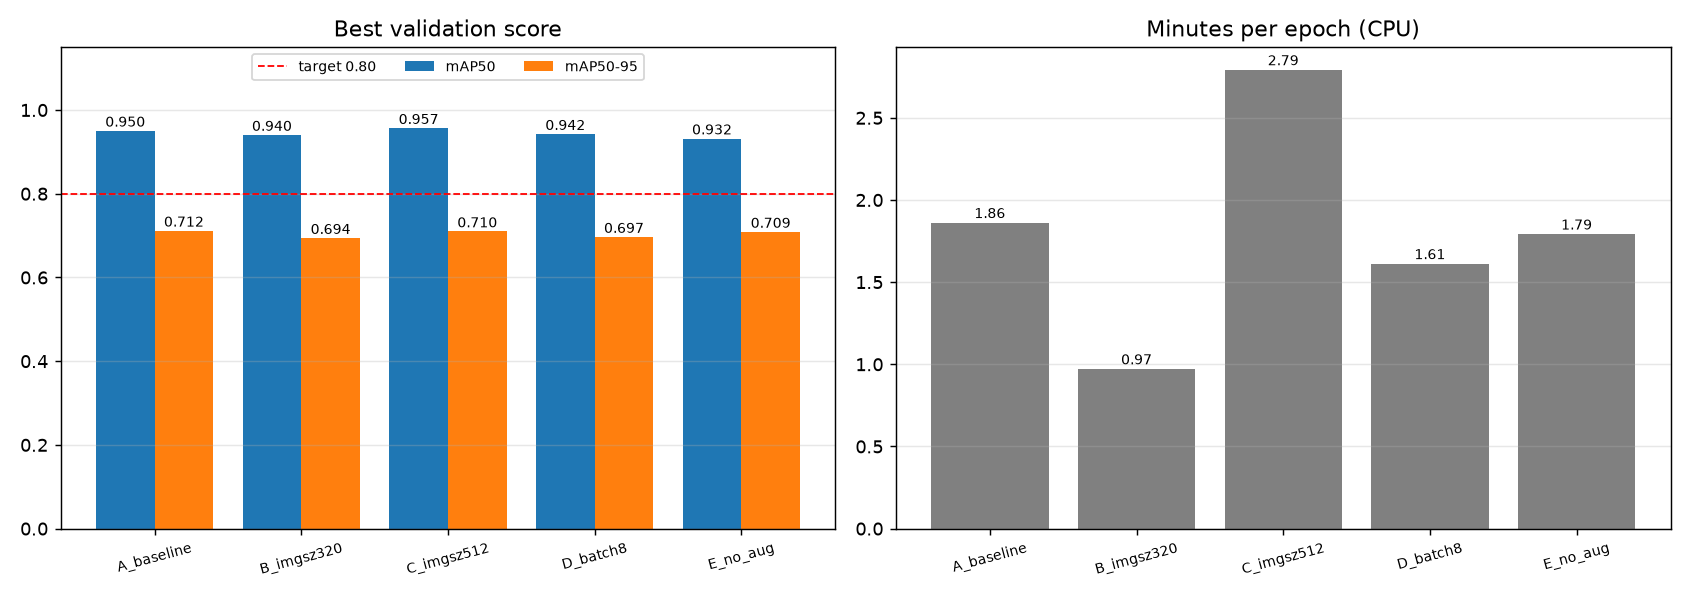 Best validation score
target 0.80 mAP50 mAP50-95
1.0
0.8
0.6
0.4
0.2
0.0
0.950
0.712
0.940
0.694
0.957
0.710
0.942
0.697
0.932
0.709
A_baseline
B_imgsz320
C_imgsz512
D_batch8
E_no_aug
Minutes per epoch (CPU)
2.5
2.0
1.5
1.0
0.5
0.0
1.86
0.97
2.79
1.61
1.79
A_baseline
B_imgsz320
C_imgsz512
D_batch8
E_no_aug